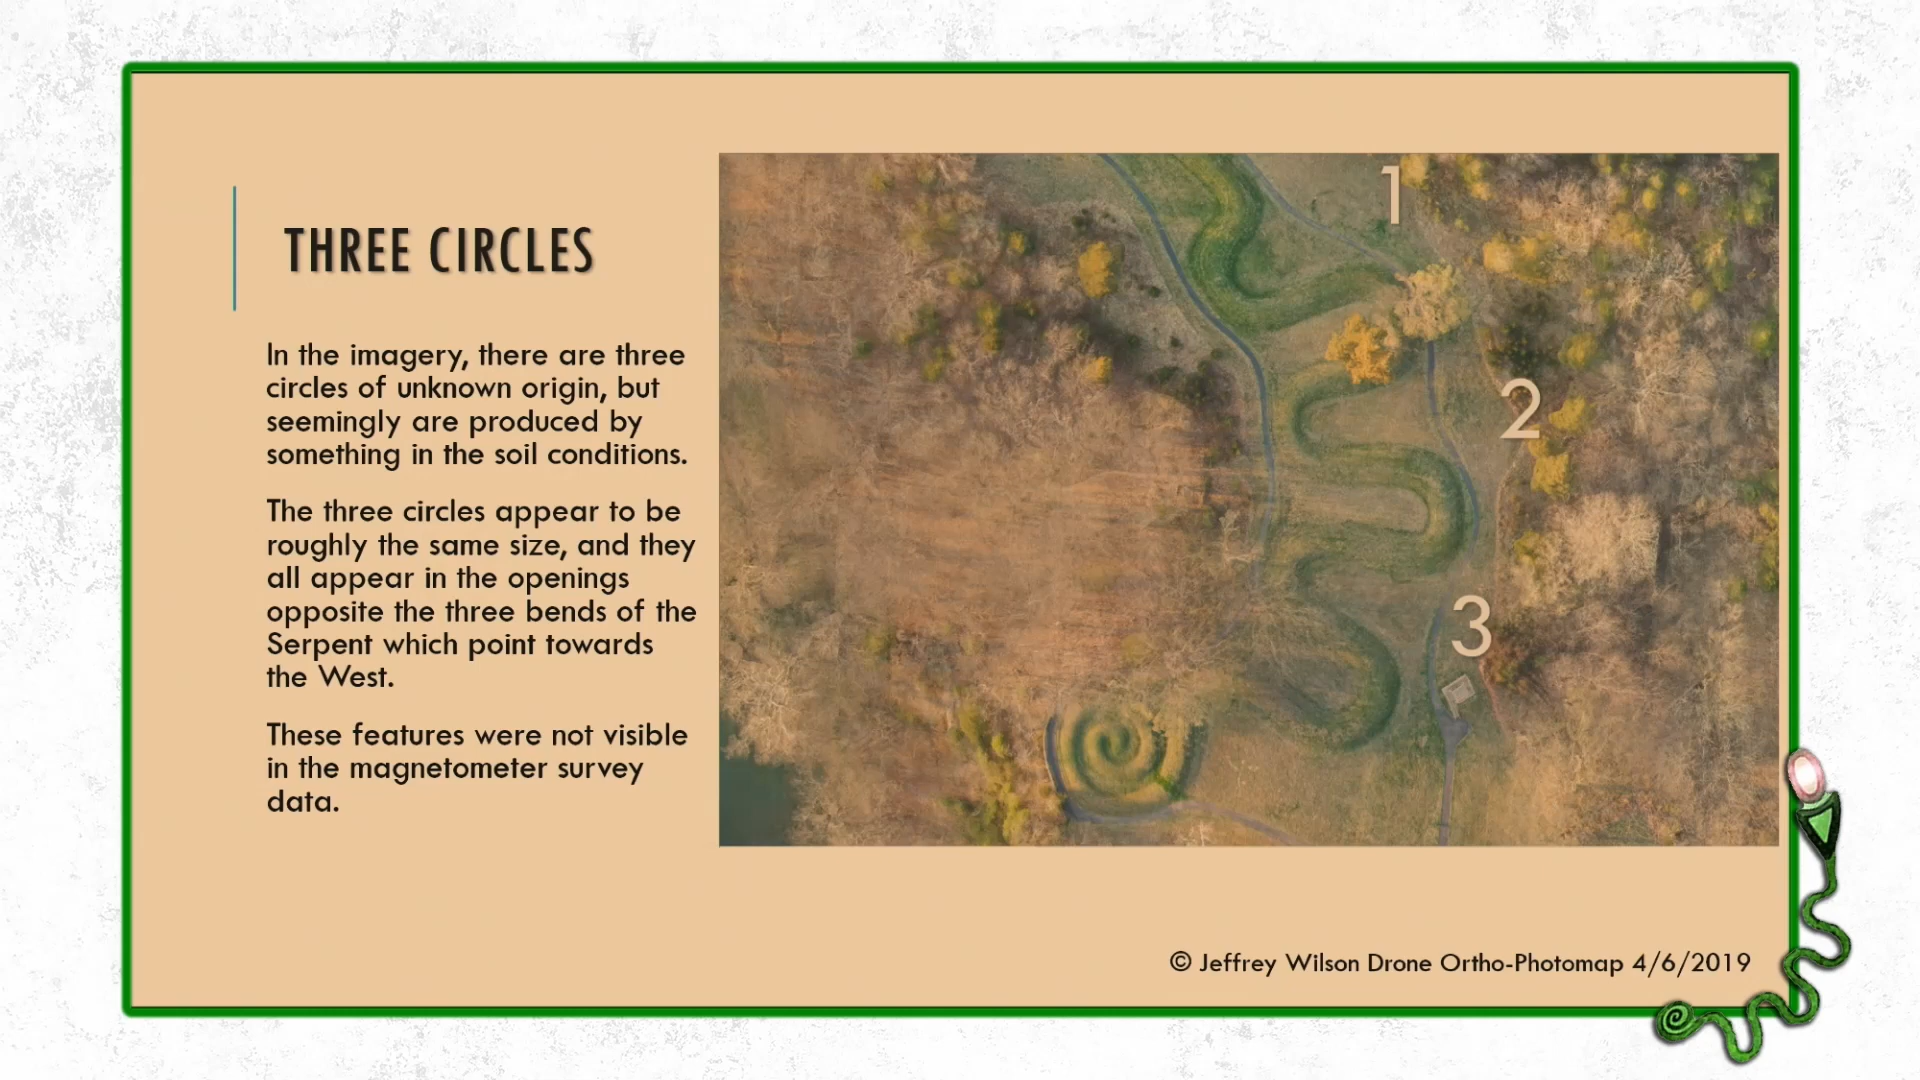 THREE CIRCLES
In the imagery, there are three
circles of unknown origin, but
seemingly are produced by
something in the soil conditions.
The three circles appear to be
roughly the same size, and they
all appear in the openings
opposite the three bends of the
Serpent which point towards
the West.
These features were not visible
in the magnetometer survey
data.
1
2
3
© Jeffrey Wilson Drone Ortho-Photomap 4/6/2019